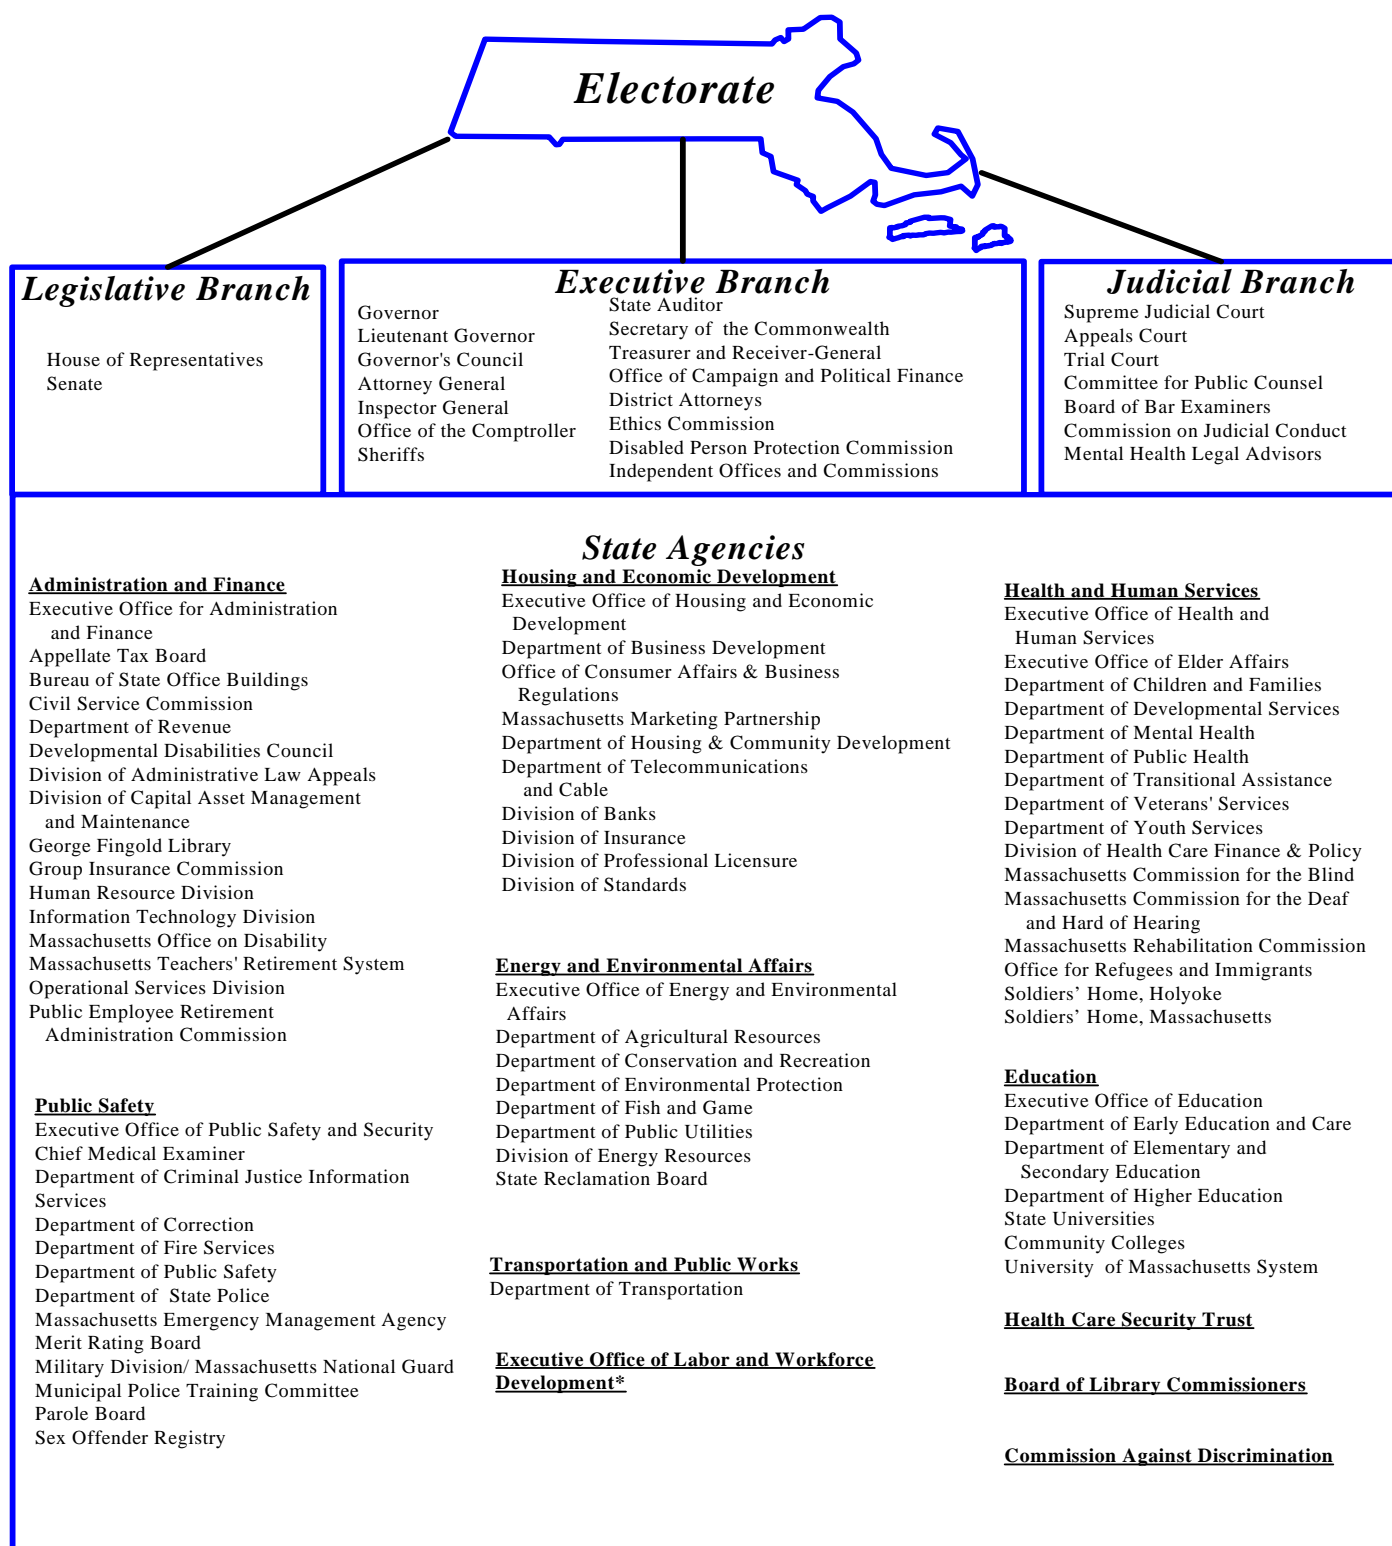 Electorate
Legislative Branch
House of Representatives
Senate
Executive Branch
Governor
Lieutenant Governor
Governor's Council
Attorney General
Inspector General
Office of the Comptroller
Sheriffs
State Auditor
Secretary of the Commonwealth
Treasurer and Receiver-General
Office of Campaign and Political Finance
District Attorneys
Ethics Commission
Disabled Person Protection Commission
Independent Offices and Commissions
Judicial Branch
Supreme Judicial Court
Appeals Court
Trial Court
Committee for Public Counsel
Board of Bar Examiners
Commission on Judicial Conduct
Mental Health Legal Advisors
State Agencies
Administration and Finance
Executive Office for Administration
and Finance
Appellate Tax Board
Bureau of State Office Buildings
Civil Service Commission
Department of Revenue
Developmental Disabilities Council
Division of Administrative Law Appeals
Division of Capital Asset Management
and Maintenance
George Fingold Library
Group Insurance Commission
Human Resource Division
Information Technology Division
Massachusetts Office on Disability
Massachusetts Teachers' Retirement System
Operational Services Division
Public Employee Retirement
Administration Commission
Public Safety
Executive Office of Public Safety and Security
Chief Medical Examiner
Department of Criminal Justice Information
Services
Department of Correction
Department of Fire Services
Department of Public Safety
Department of State Police
Massachusetts Emergency Management Agency
Merit Rating Board
Military Division/ Massachusetts National Guard
Municipal Police Training Committee
Parole Board
Sex Offender Registry
Housing and Economic Development
Executive Office of Housing and Economic
Development
Department of Business Development
Office of Consumer Affairs & Business
Regulations
Massachusetts Marketing Partnership
Department of Housing & Community Development
Department of Telecommunications
and Cable
Division of Banks
Division of Insurance
Division of Professional Licensure
Division of Standards
Energy and Environmental Affairs
Executive Office of Energy and Environmental
Affairs
Department of Agricultural Resources
Department of Conservation and Recreation
Department of Environmental Protection
Department of Fish and Game
Department of Public Utilities
Division of Energy Resources
State Reclamation Board
Transportation and Public Works
Department of Transportation
Executive Office of Labor and Workforce
Development*
Health and Human Services
Executive Office of Health and
Human Services
Executive Office of Elder Affairs
Department of Children and Families
Department of Developmental Services
Department of Mental Health
Department of Public Health
Department of Transitional Assistance
Department of Veterans' Services
Department of Youth Services
Division of Health Care Finance & Policy
Massachusetts Commission for the Blind
Massachusetts Commission for the Deaf
and Hard of Hearing
Massachusetts Rehabilitation Commission
Office for Refugees and Immigrants
Soldiers’ Home, Holyoke
Soldiers’ Home, Massachusetts
Education
Executive Office of Education
Department of Early Education and Care
Department of Elementary and
Secondary Education
Department of Higher Education
State Universities
Community Colleges
University of Massachusetts System
Health Care Security Trust
Board of Library Commissioners
Commission Against Discrimination